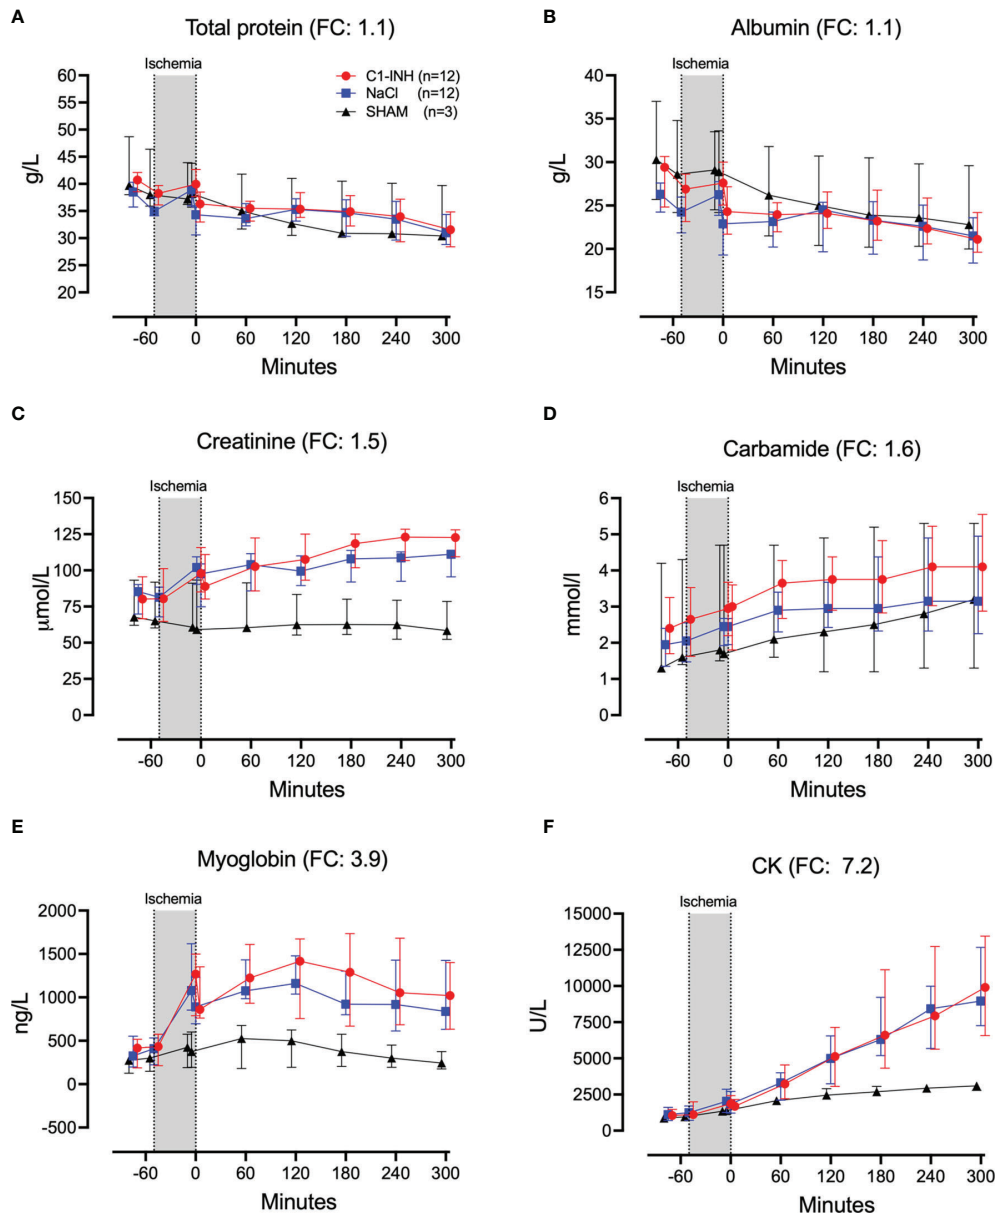 A
Total protein (FC: 1.1)
Ischemia
C1-INH (n=12)
NaCl (n=12)
SHAM (n=3)
g/L
60
55
50
45
40
35
30
25
20
-60 0 60 120 180 240 300
Minutes
B
Albumin (FC: 1.1)
Ischemia
g/L
40
35
30
25
20
15
-60 0 60 120 180 240 300
Minutes
C
Creatinine (FC: 1.5)
Ischemia
μmol/L
150
125
100
75
50
25
0
-60 0 60 120 180 240 300
Minutes
D
Carbamide (FC: 1.6)
Ischemia
mmol/l
6
5
4
3
2
1
0
-60 0 60 120 180 240 300
Minutes
E
Myoglobin (FC: 3.9)
Ischemia
ng/L
2000
1500
1000
500
0
-500
-60 0 60 120 180 240 300
Minutes
F
CK (FC: 7.2)
Ischemia
U/L
15000
12500
10000
7500
5000
2500
0
-60 0 60 120 180 240 300
Minutes